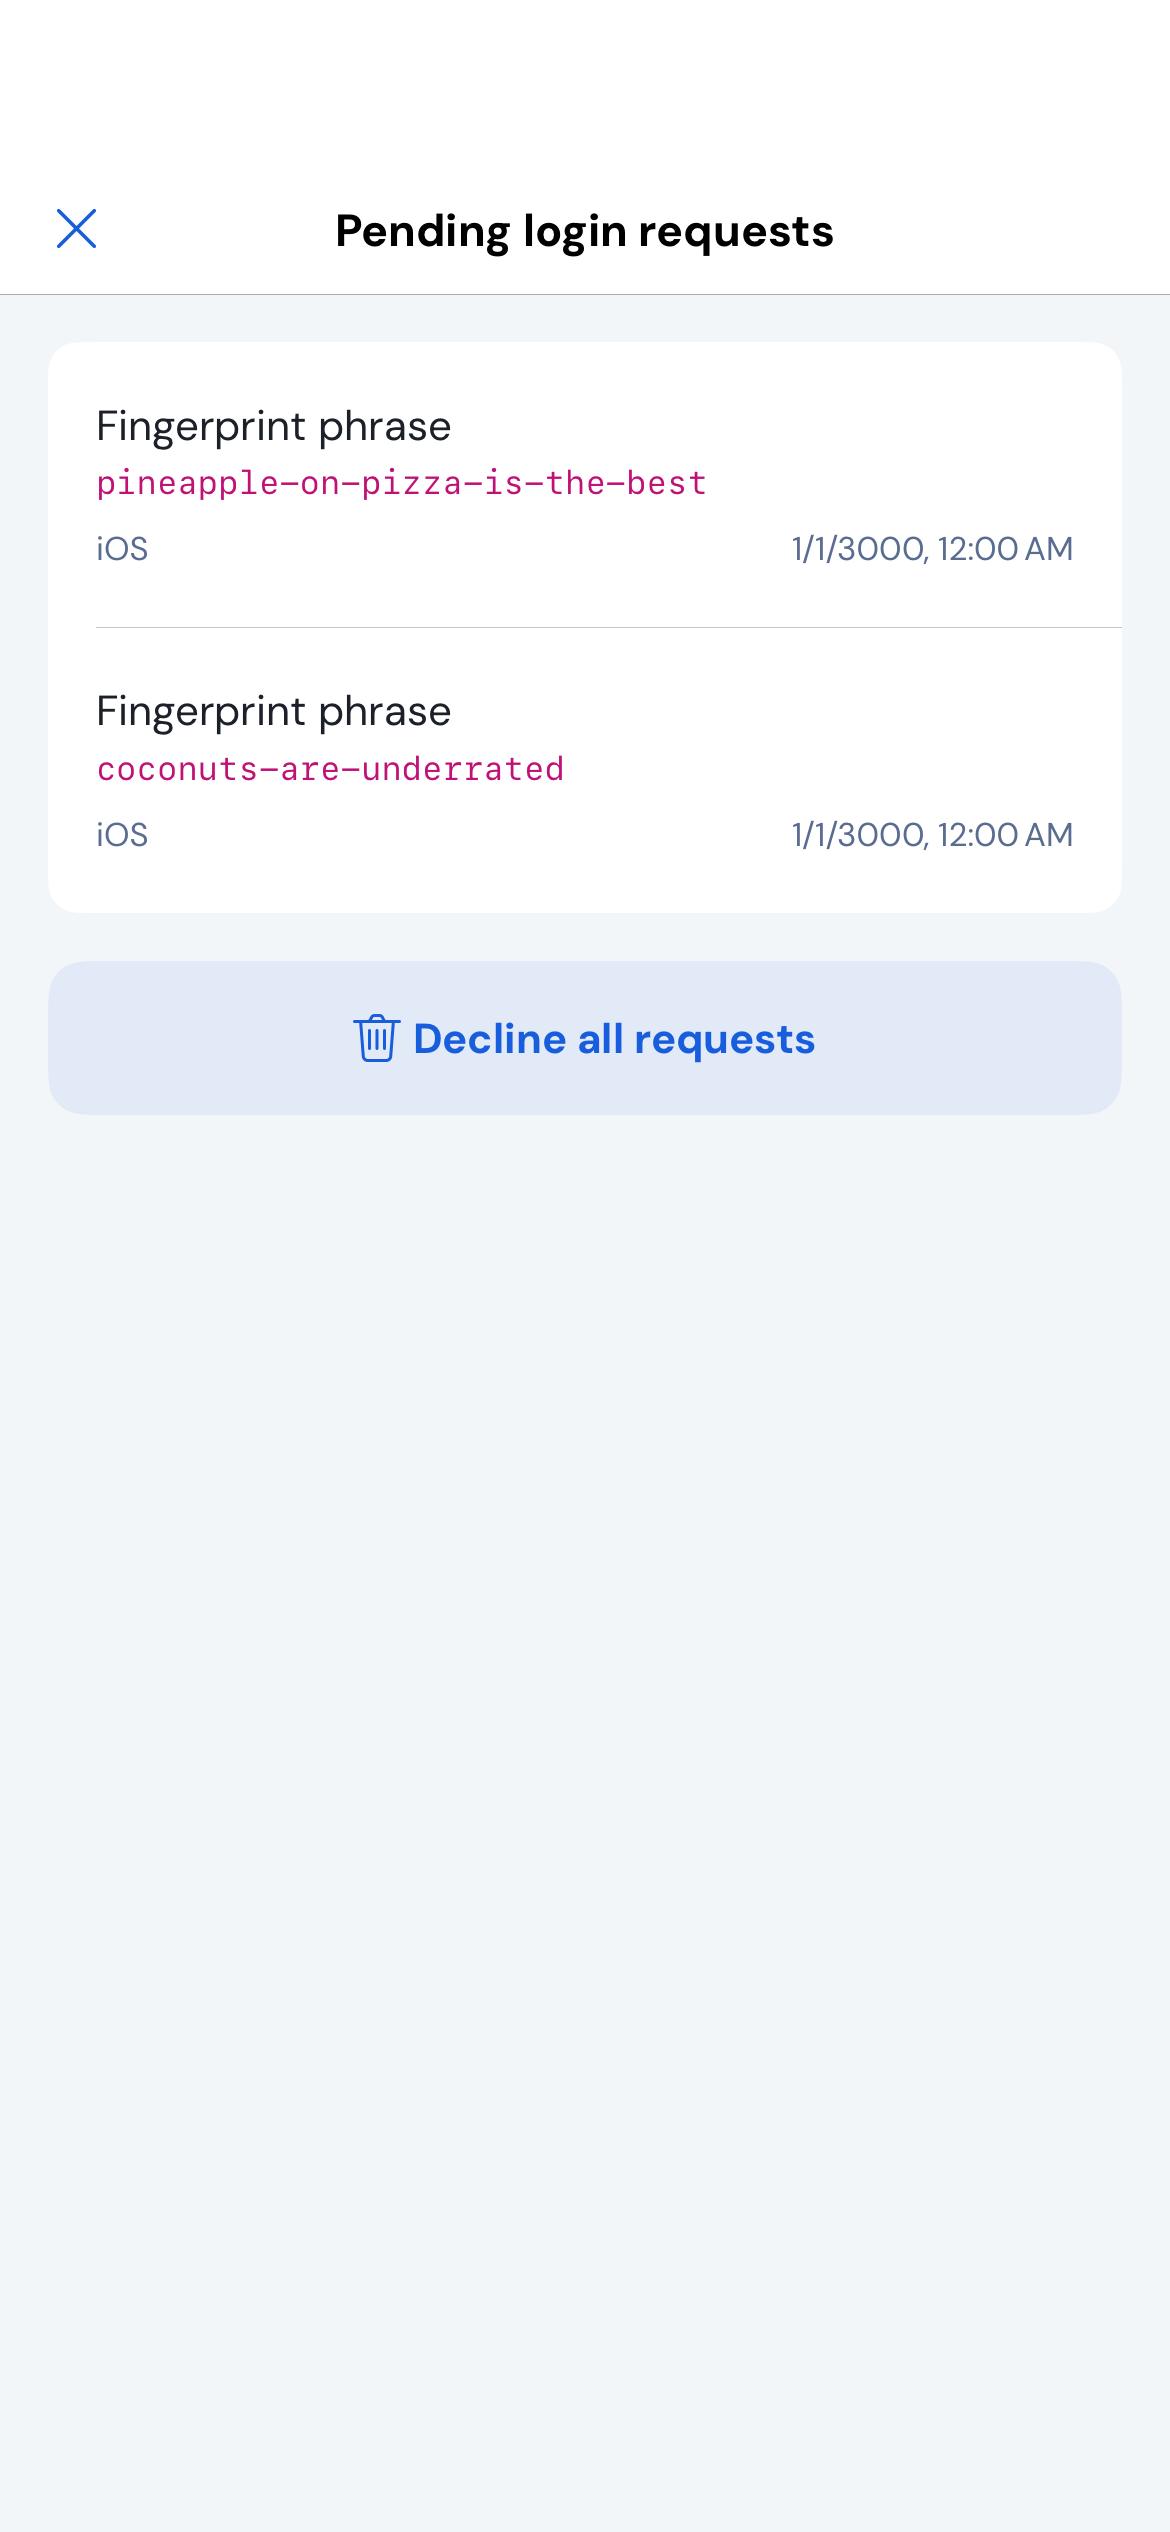 Pending login requests
Fingerprint phrase
pineapple-on-pizza-is-the-best
iOS 1/1/3000, 12:00 AM
Fingerprint phrase
coconuts-are-underrated
iOS 1/1/3000, 12:00 AM
Decline all requests